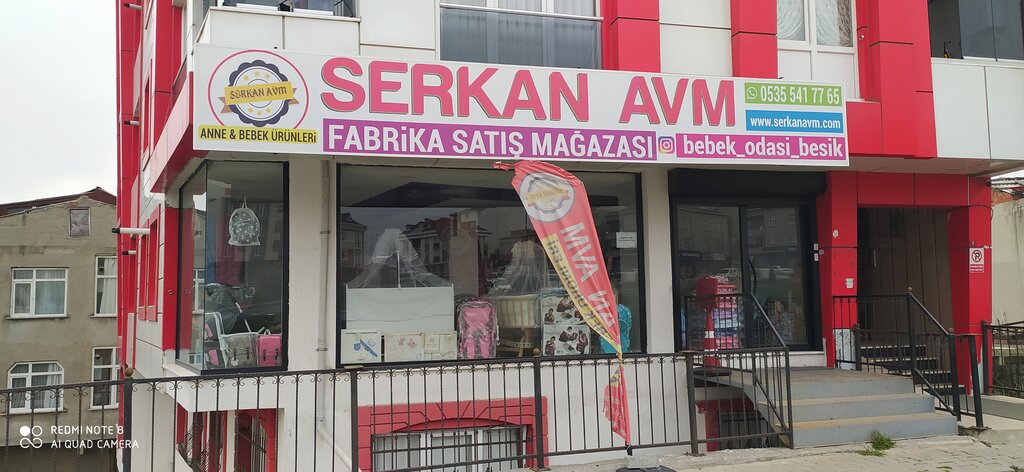 SERKAN AVM
ANNE & BEBEK ÜRÜNLERİ
SERKAN AVM
FABRİKA SATIŞ MAĞAZASI
0535 541 77 65
www.serkanavm.com
bebek_odasi_besik
AVM
P
REDMI NOTE 8
AI QUAD CAMERA